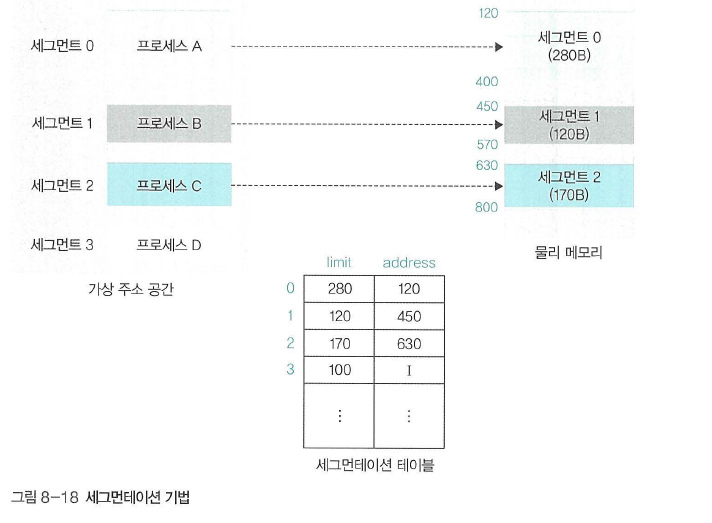 120
세그먼트 0 프로세스 A 세그먼트 0
(280B)
400
450
세그먼트 1 프로세스 B 세그먼트 1
(120B)
570
630
세그먼트 2 프로세스 C 세그먼트 2
(170B)
800
세그먼트 3 프로세스 D
물리 메모리
가상 주소 공간
limit address
0 280 120
1 120 450
2 170 630
3 100 I
⋮ ⋮
세그먼테이션 테이블
그림 8-18 세그먼테이션 기법